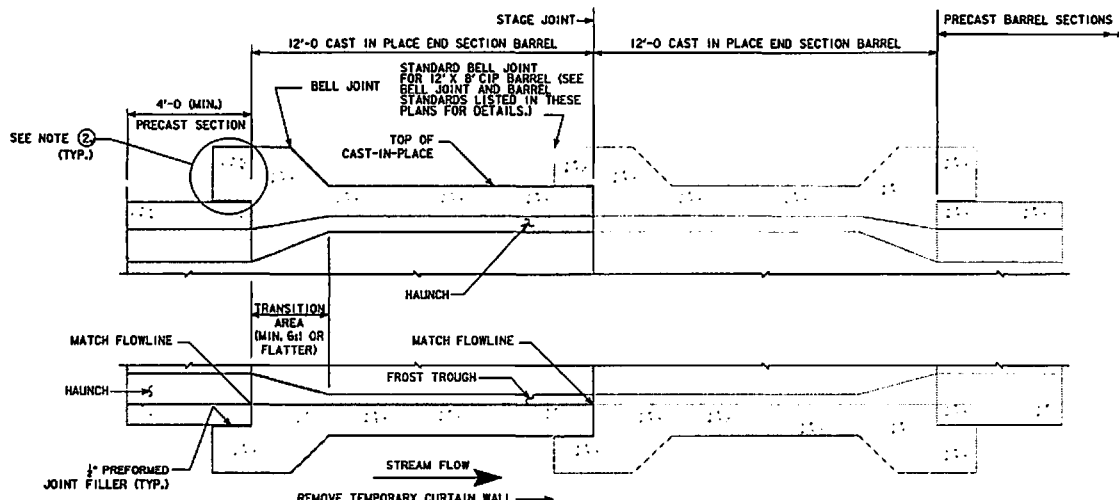 STAGE JOINT
PRECAST BARREL SECTIONS
12'-0 CAST IN PLACE END SECTION BARREL
12'-0 CAST IN PLACE END SECTION BARREL
STANDARD BELL JOINT
FOR 12' X 8' CIP BARREL (SEE
BELL JOINT AND BARREL
STANDARDS LISTED IN THESE
PLANS FOR DETAILS.)
BELL JOINT
4'-0 (MIN.)
PRECAST SECTION
SEE NOTE 2
(TYP.)
TOP OF
CAST-IN-PLACE
HAUNCH
TRANSITION
AREA
(MIN. 6:1 OR
FLATTER)
MATCH FLOWLINE
MATCH FLOWLINE
HAUNCH
FROST TROUGH
½" PREFORMED
JOINT FILLER (TYP.)
STREAM FLOW
REMOVE TEMPORARY CURTAIN WALL